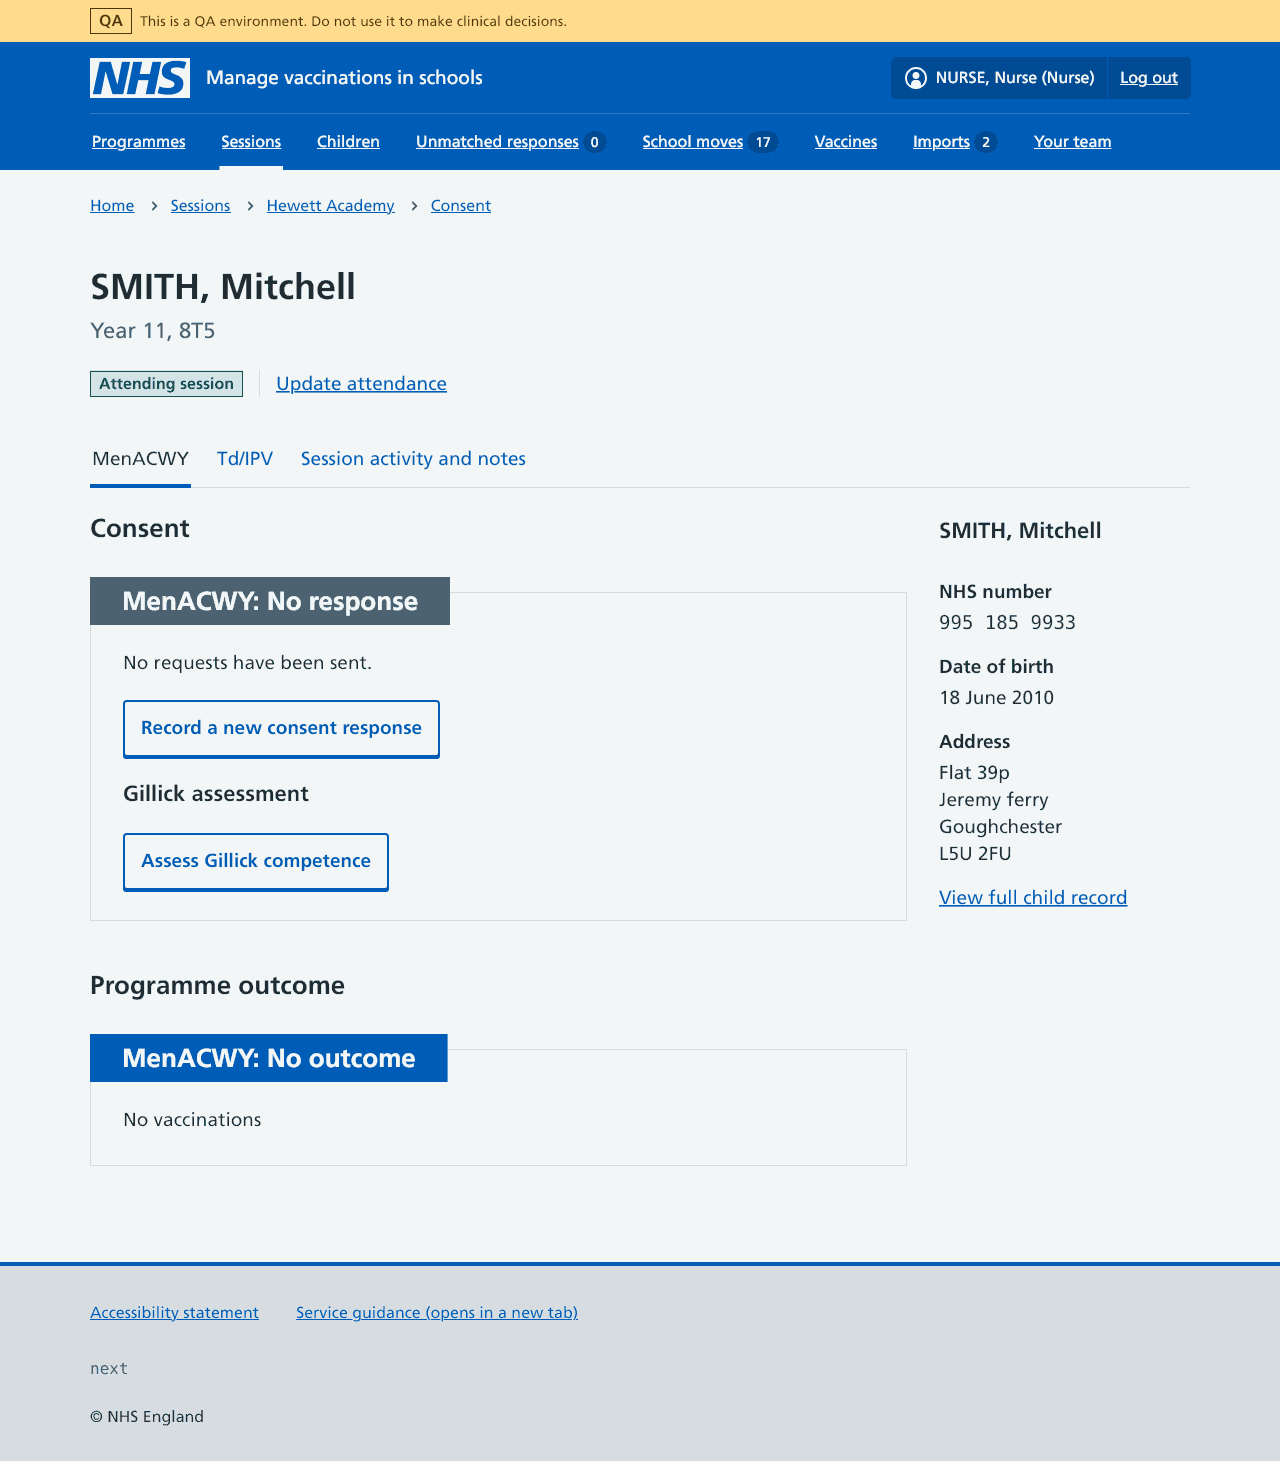 QA This is a QA environment. Do not use it to make clinical decisions.
NHS Manage vaccinations in schools NURSE, Nurse (Nurse) Log out
Programmes Sessions Children Unmatched responses 0 School moves 17 Vaccines Imports 2 Your team
Home Sessions Hewett Academy Consent
SMITH, Mitchell
Year 11, 8T5
Attending session Update attendance
MenACWY Td/IPV Session activity and notes
Consent
MenACWY: No response
No requests have been sent.
Record a new consent response
Gillick assessment
Assess Gillick competence
Programme outcome
MenACWY: No outcome
No vaccinations
SMITH, Mitchell
NHS number
995 185 9933
Date of birth
18 June 2010
Address
Flat 39p
Jeremy ferry
Goughchester
L5U 2FU
View full child record
Accessibility statement Service guidance (opens in a new tab)
next
© NHS England